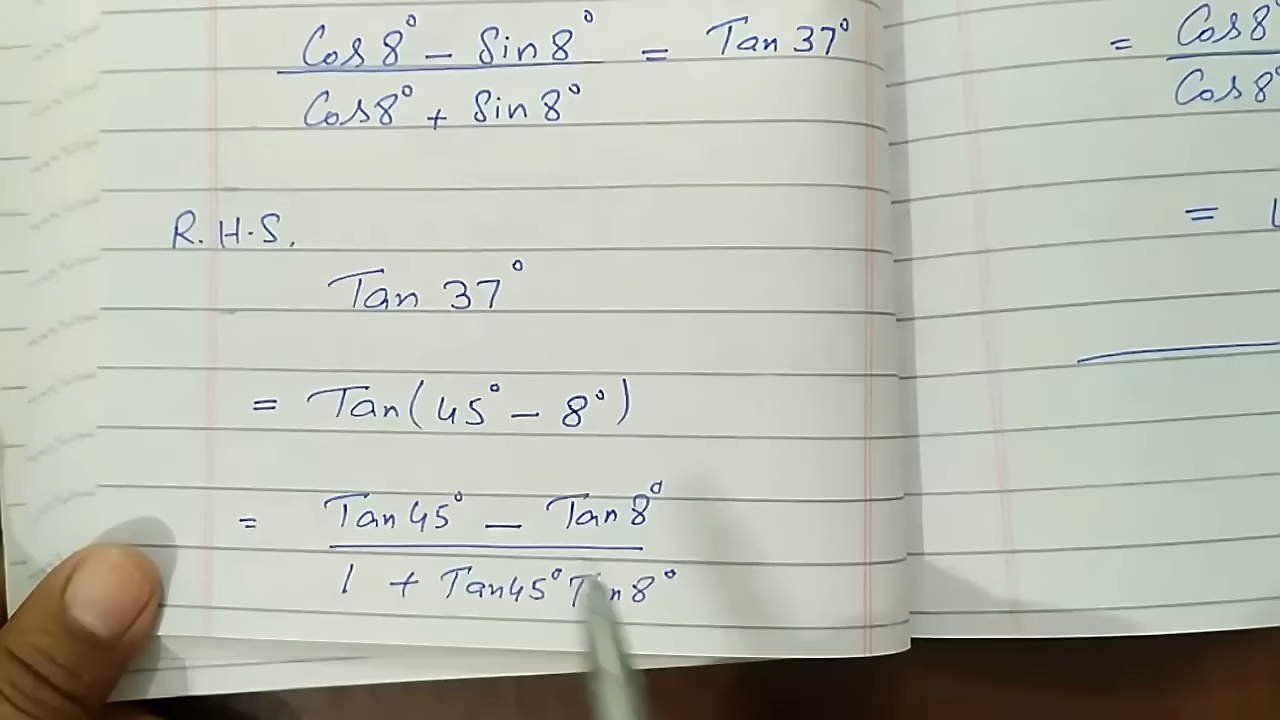 Cos 8° - Sin 8° = Tan 37°
Cos 8° + Sin 8°
R.H.S.
Tan 37°
= Tan (45° - 8°)
= Tan 45° - Tan 8°
1 + Tan 45° Tan 8°
= Cos 8°
Cos 8°
=